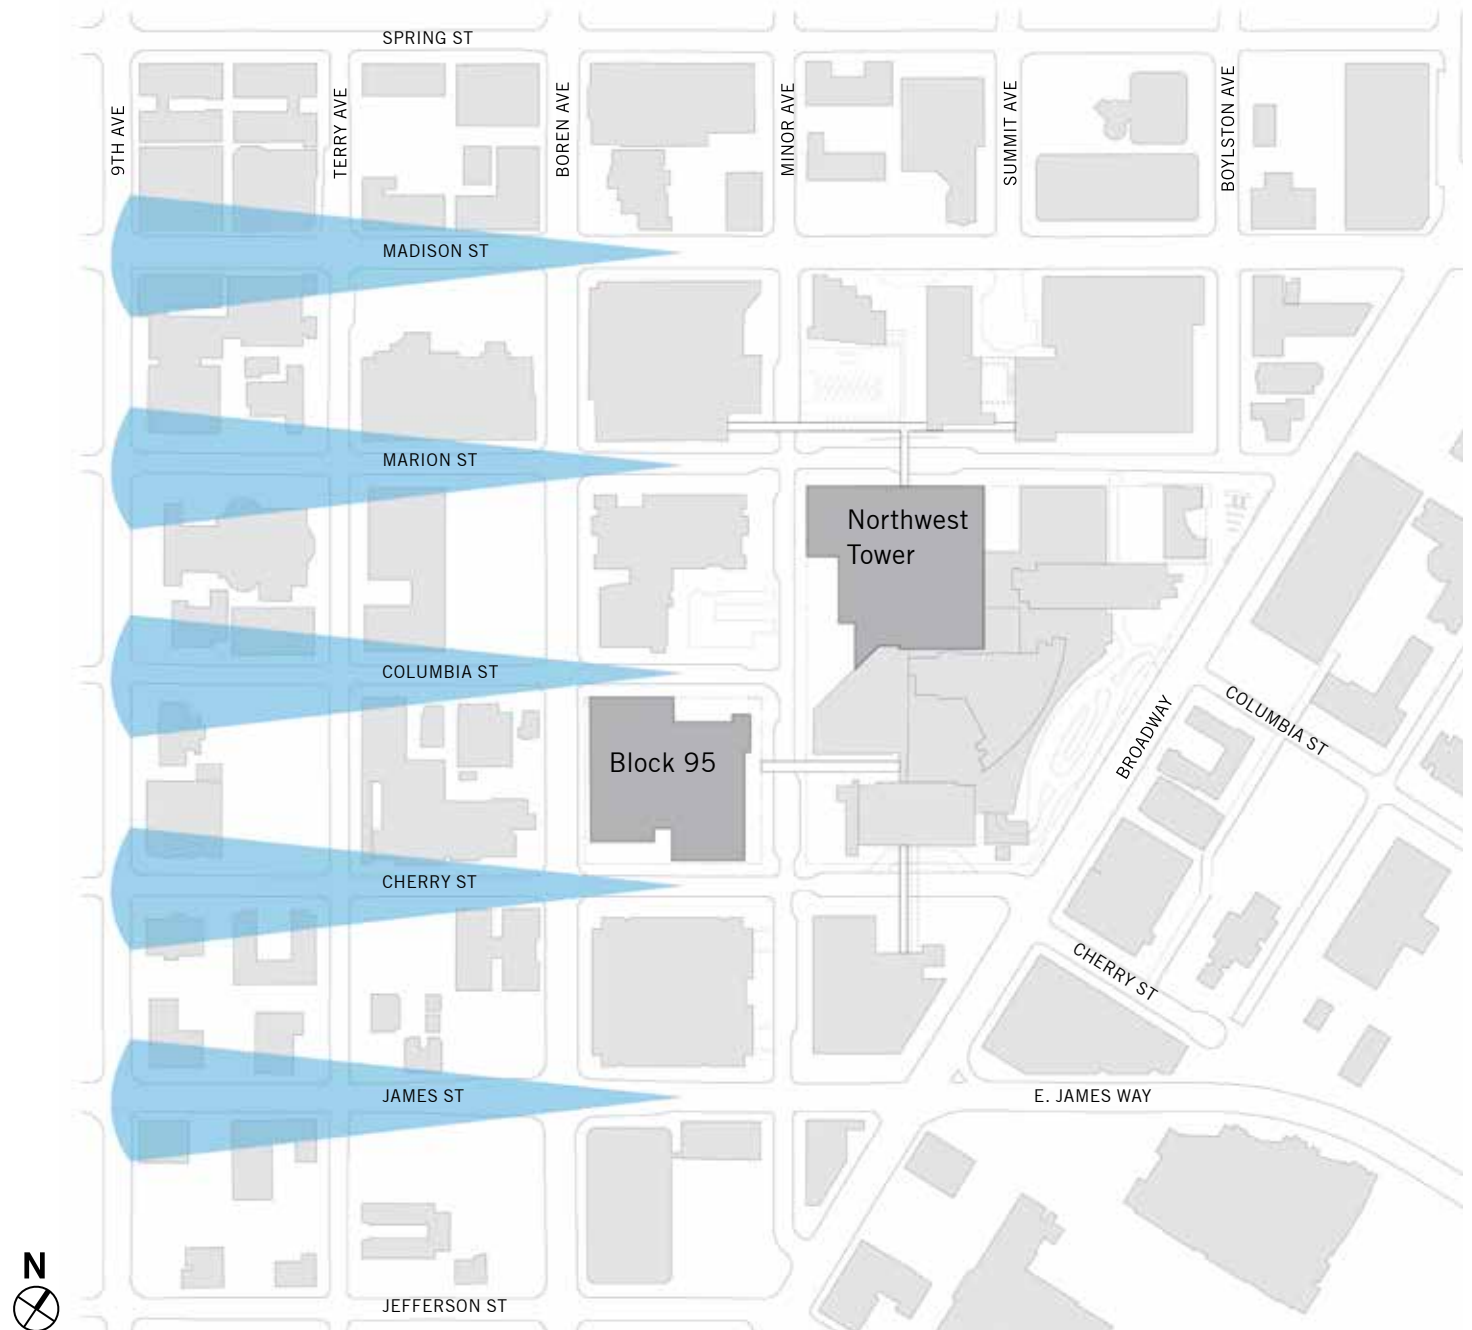 SPRING ST
9TH AVE
TERRY AVE
BOREN AVE
MINOR AVE
SUMMIT AVE
BOYLSTON AVE
MADISON ST
MARION ST
Northwest
Tower
COLUMBIA ST
COLUMBIA ST
BROADWAY
Block 95
CHERRY ST
CHERRY ST
JAMES ST
E. JAMES WAY
N
JEFFERSON ST